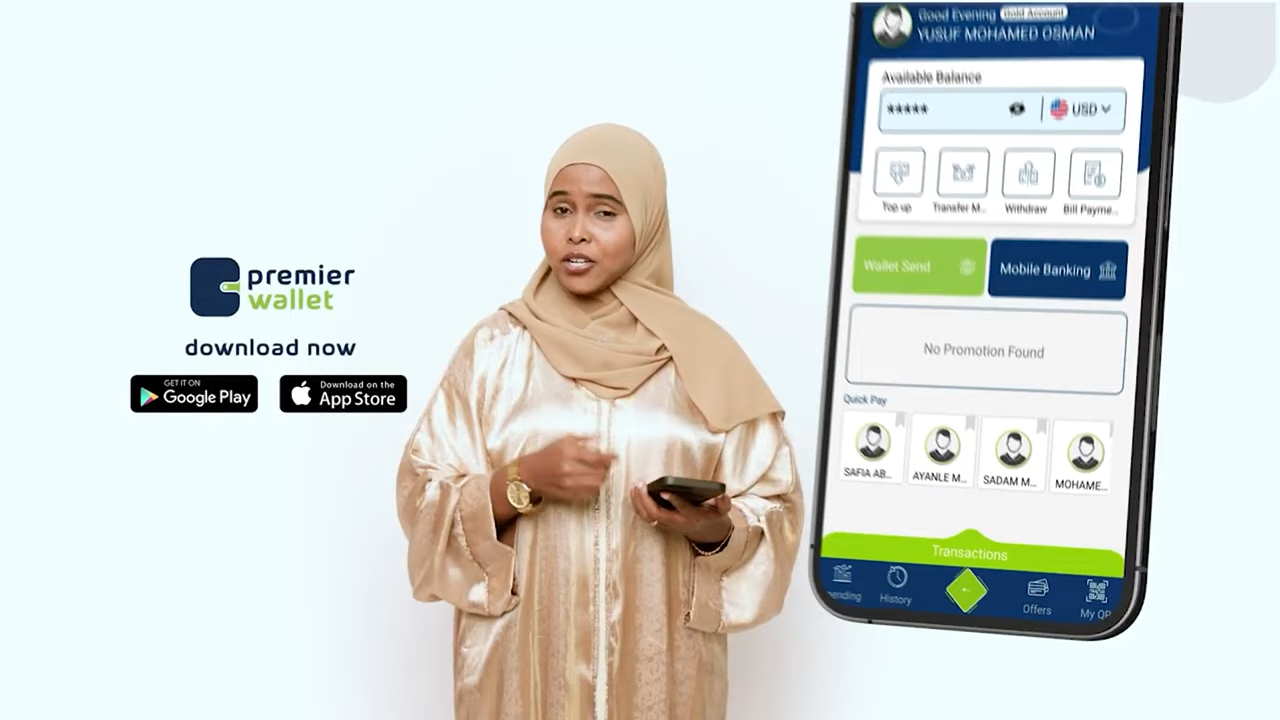 premier
wallet
download now
GET IT ON
Google Play
Download on the
App Store
Good Evening Gold Account
YUSUF MOHAMED OSMAN
Available Balance
***** USD
Top up Transfer M... Withdraw Bill Payme...
Wallet Send Mobile Banking
No Promotion Found
Quick Pay
SAFIA AB... AYANLE M... SADAM M... MOHAME...
Transactions
pending History Offers My QR